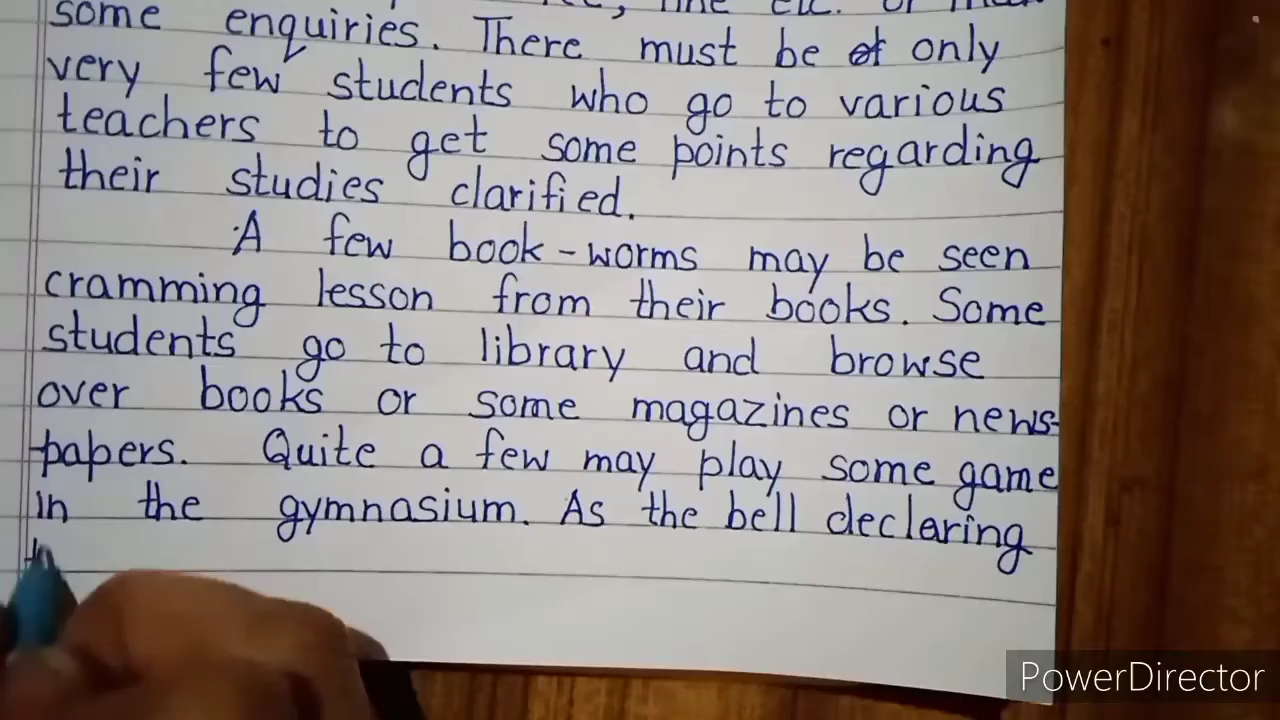 etc. or
some enquiries. There must be of only
very few students who go to various
teachers to get some points regarding
their studies clarified.
A few book-worms may be seen
cramming lesson from their books. Some
students go to library and browse
over books or some magazines or news-
papers. Quite a few may play some game
in the gymnasium. As the bell declaring
PowerDirector